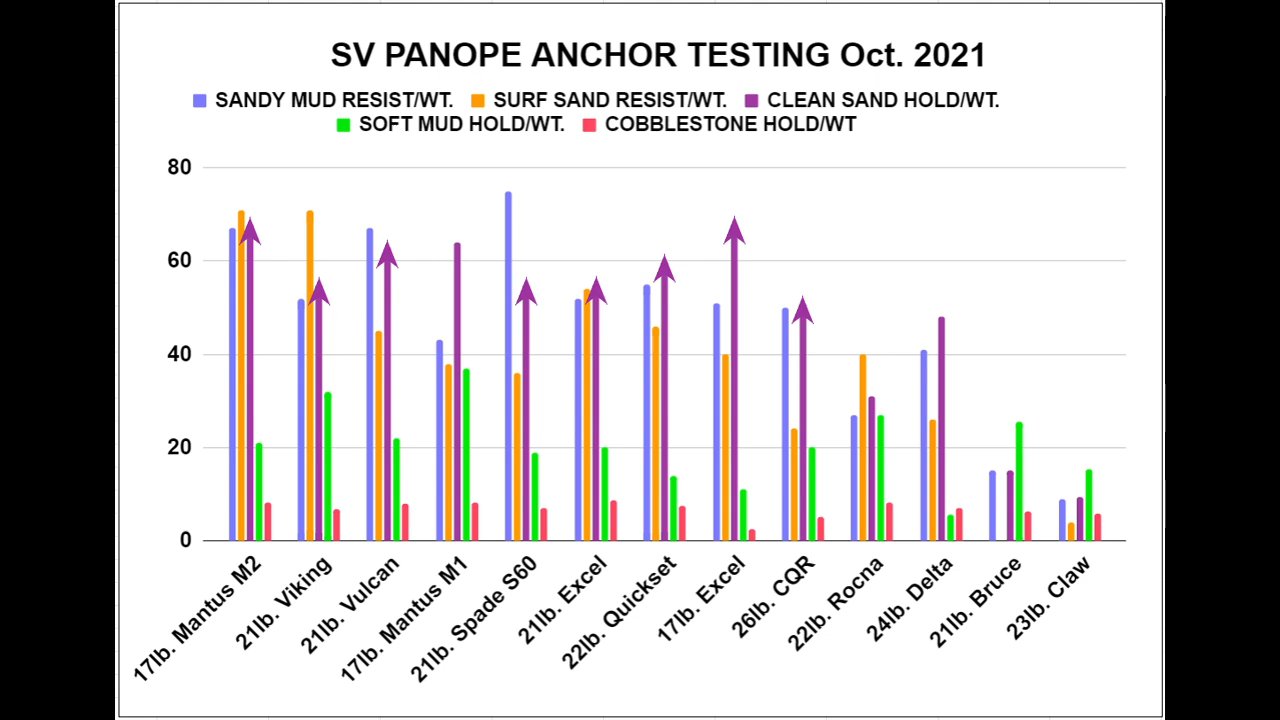 SV PANOPE ANCHOR TESTING Oct. 2021
SANDY MUD RESIST/WT. SURF SAND RESIST/WT. CLEAN SAND HOLD/WT.
SOFT MUD HOLD/WT. COBBLESTONE HOLD/WT
80
60
40
20
0
17lb. Mantus M2
21lb. Viking
21lb. Vulcan
17lb. Mantus M1
21lb. Spade S60
21lb. Excel
22lb. Quickset
17lb. Excel
26lb. CQR
22lb. Rocna
24lb. Delta
21lb. Bruce
23lb. Claw